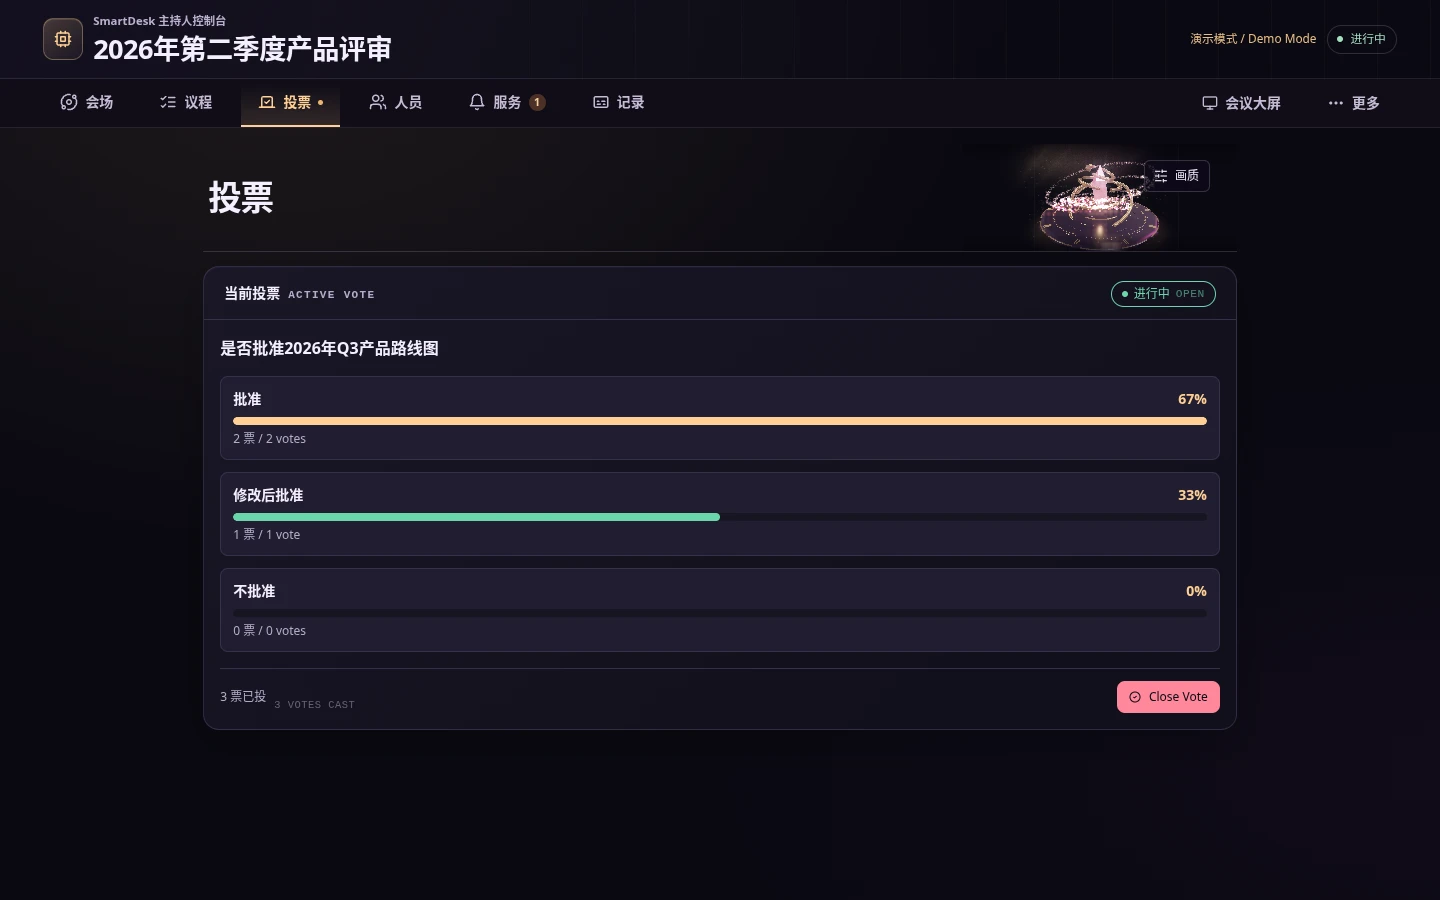 SmartDesk 主持人控制台
2026年第二季度产品评审
演示模式 / Demo Mode
进行中
会场
议程
投票
人员
服务 1
记录
会议大屏
更多
投票
画质
当前投票 ACTIVE VOTE
进行中 OPEN
是否批准2026年Q3产品路线图
批准 67%
2 票 / 2 votes
修改后批准 33%
1 票 / 1 vote
不批准 0%
0 票 / 0 votes
3 票已投 3 VOTES CAST
Close Vote